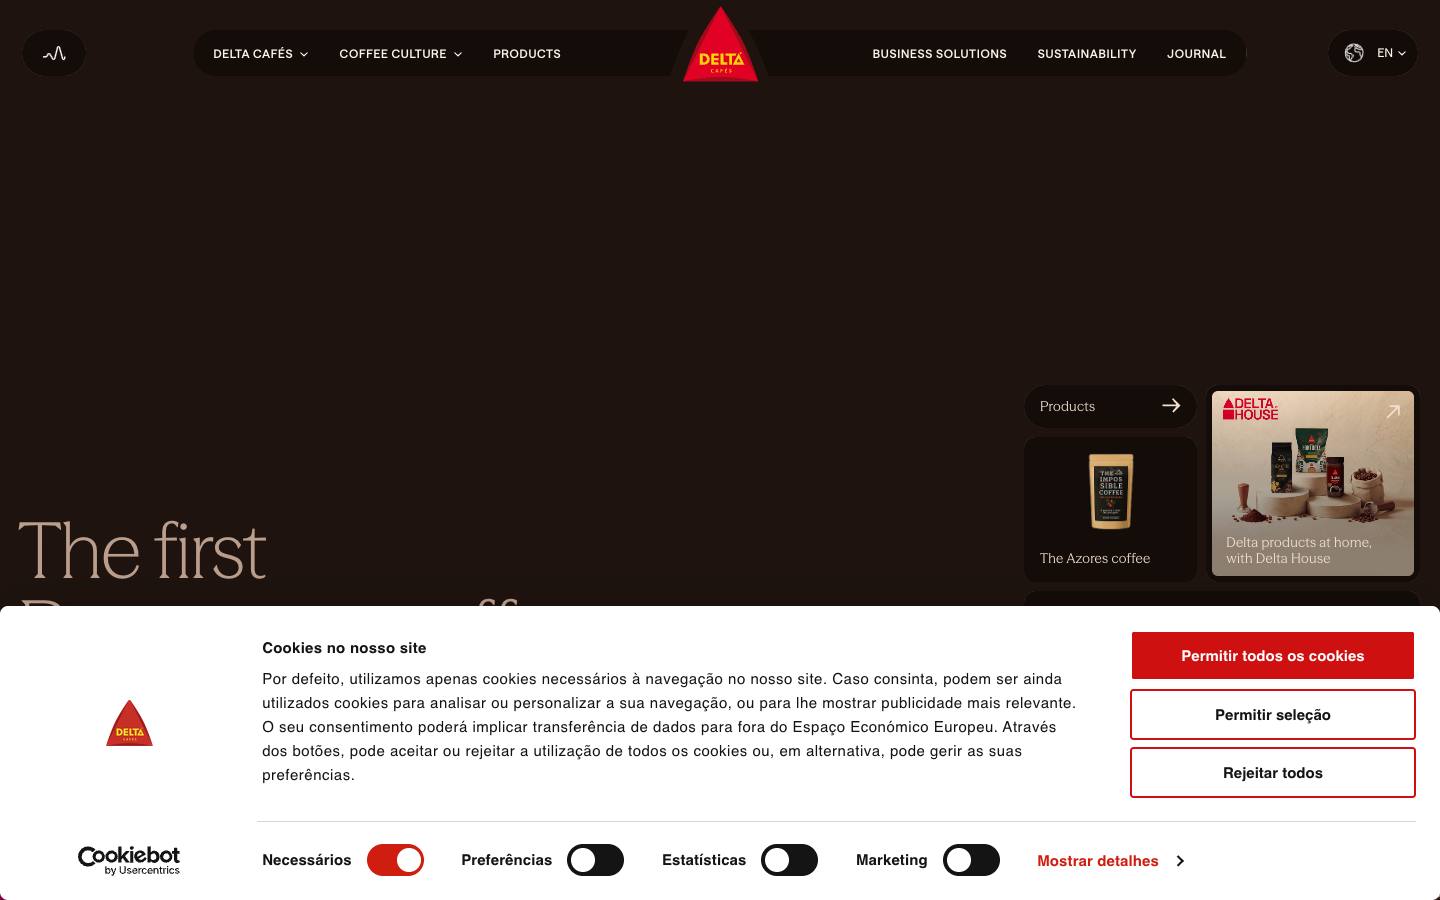 DELTA CAFÉS
COFFEE CULTURE
PRODUCTS
DELTA
CAFÉS
BUSINESS SOLUTIONS
SUSTAINABILITY
JOURNAL
EN
Products
DELTA
HOUSE
THE
IMPOS
SIBLE
COFFEE
The Azores coffee
Delta products at home,
with Delta House
The first
Cookies no nosso site
Por defeito, utilizamos apenas cookies necessários à navegação no nosso site. Caso consinta, podem ser ainda
utilizados cookies para analisar ou personalizar a sua navegação, ou para lhe mostrar publicidade mais relevante.
O seu consentimento poderá implicar transferência de dados para fora do Espaço Económico Europeu. Através
dos botões, pode aceitar ou rejeitar a utilização de todos os cookies ou, em alternativa, pode gerir as suas
preferências.
Permitir todos os cookies
Permitir seleção
Rejeitar todos
DELTA
CAFÉS
Cookiebot
by Usercentrics
Necessários
Preferências
Estatísticas
Marketing
Mostrar detalhes